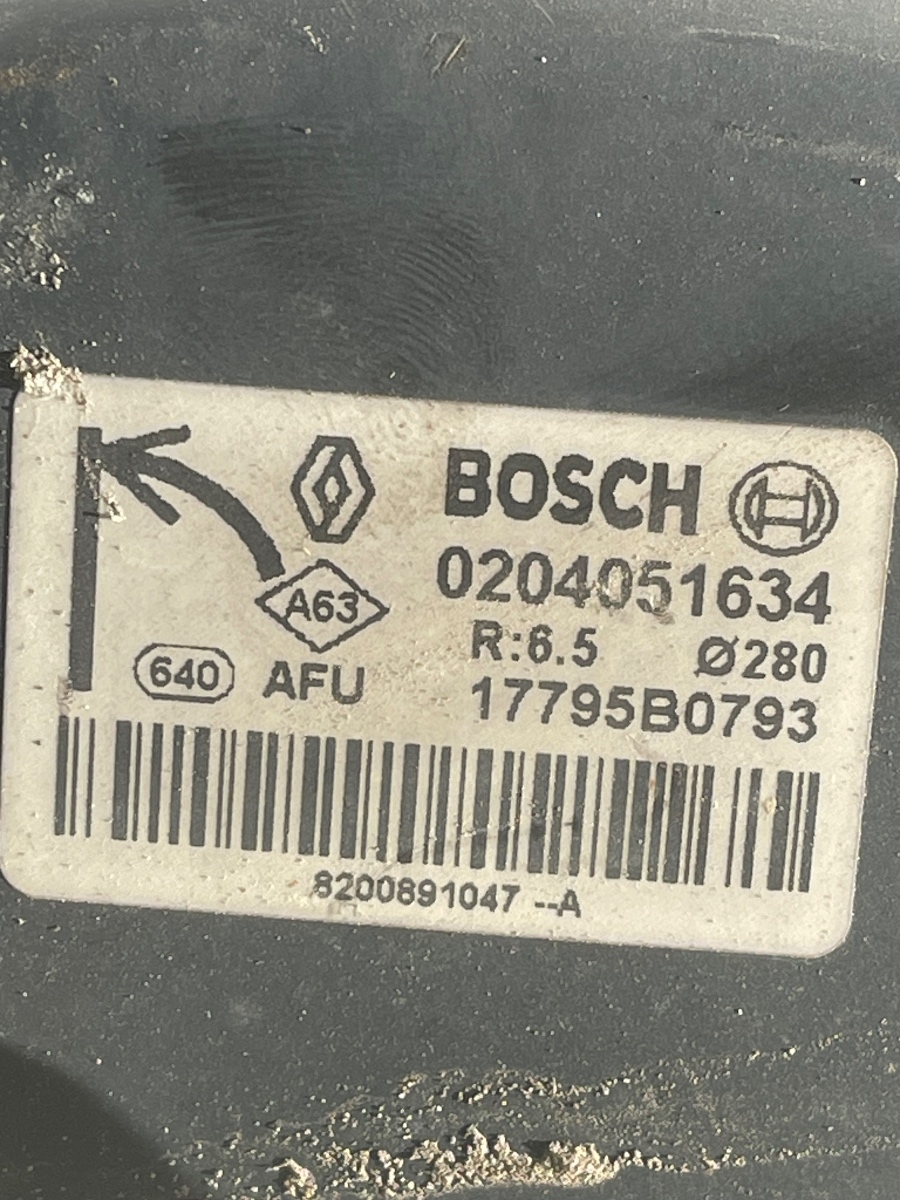 BOSCH
0204051634
A63
R:6.5 Ø280
640 AFU
17795B0793
8200891047 --A